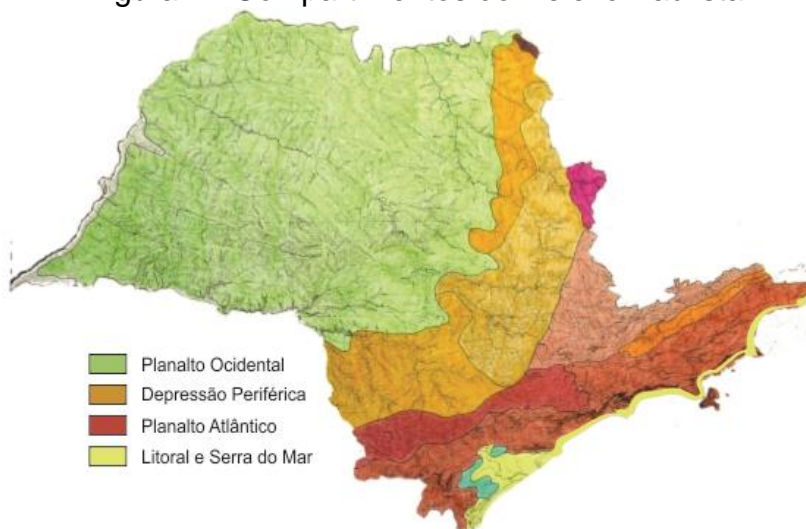 Planalto Ocidental
Depressão Periférica
Planalto Atlântico
Litoral e Serra do Mar